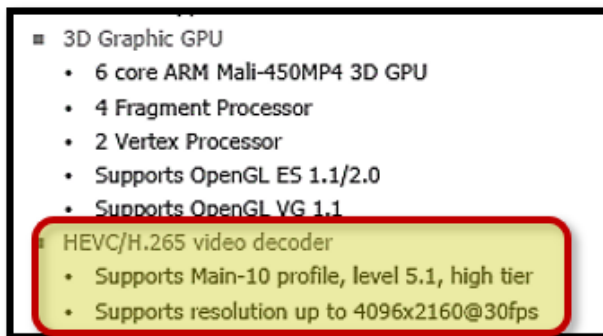 3D Graphic GPU
• 6 core ARM Mali-450MP4 3D GPU
• 4 Fragment Processor
• 2 Vertex Processor
• Supports OpenGL ES 1.1/2.0
• Supports OpenGL VG 1.1
HEVC/H.265 video decoder
• Supports Main-10 profile, level 5.1, high tier
• Supports resolution up to 4096x2160@30fps